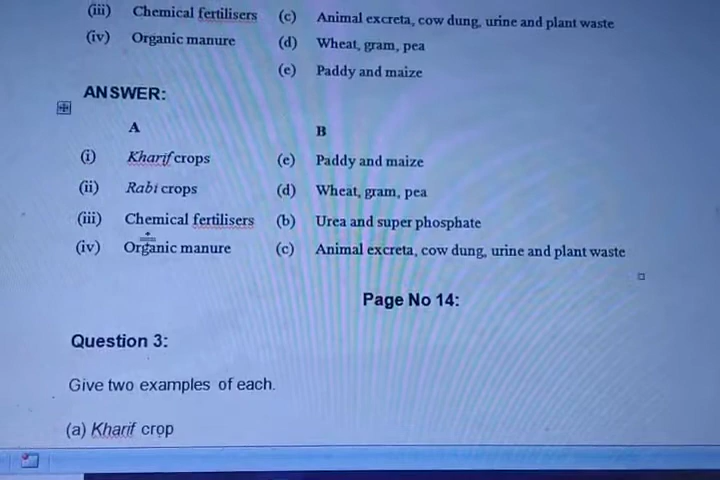 (iii) Chemical fertilisers (c) Animal excreta, cow dung, urine and plant waste
(iv) Organic manure (d) Wheat, gram, pea
(e) Paddy and maize
ANSWER:
A B
(i) Kharif crops (e) Paddy and maize
(ii) Rabi crops (d) Wheat, gram, pea
(iii) Chemical fertilisers (b) Urea and super phosphate
(iv) Organic manure (c) Animal excreta, cow dung, urine and plant waste
Page No 14:
Question 3:
Give two examples of each.
(a) Kharif crop